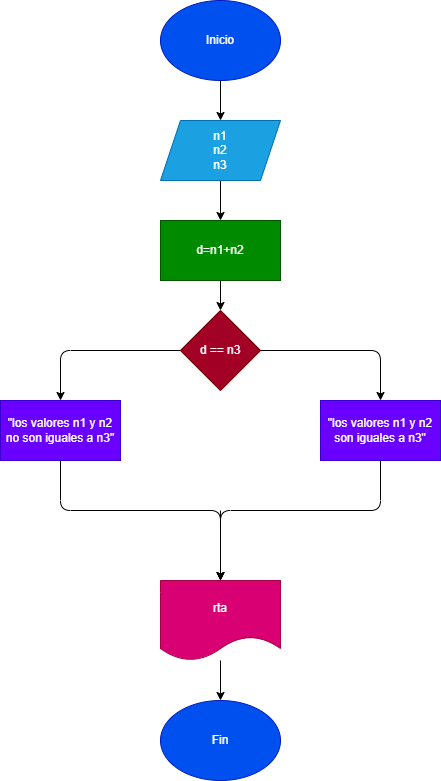 Inicio
n1
n2
n3
d=n1+n2
d == n3
"los valores n1 y n2
no son iguales a n3"
"los valores n1 y n2
son iguales a n3"
rta
Fin